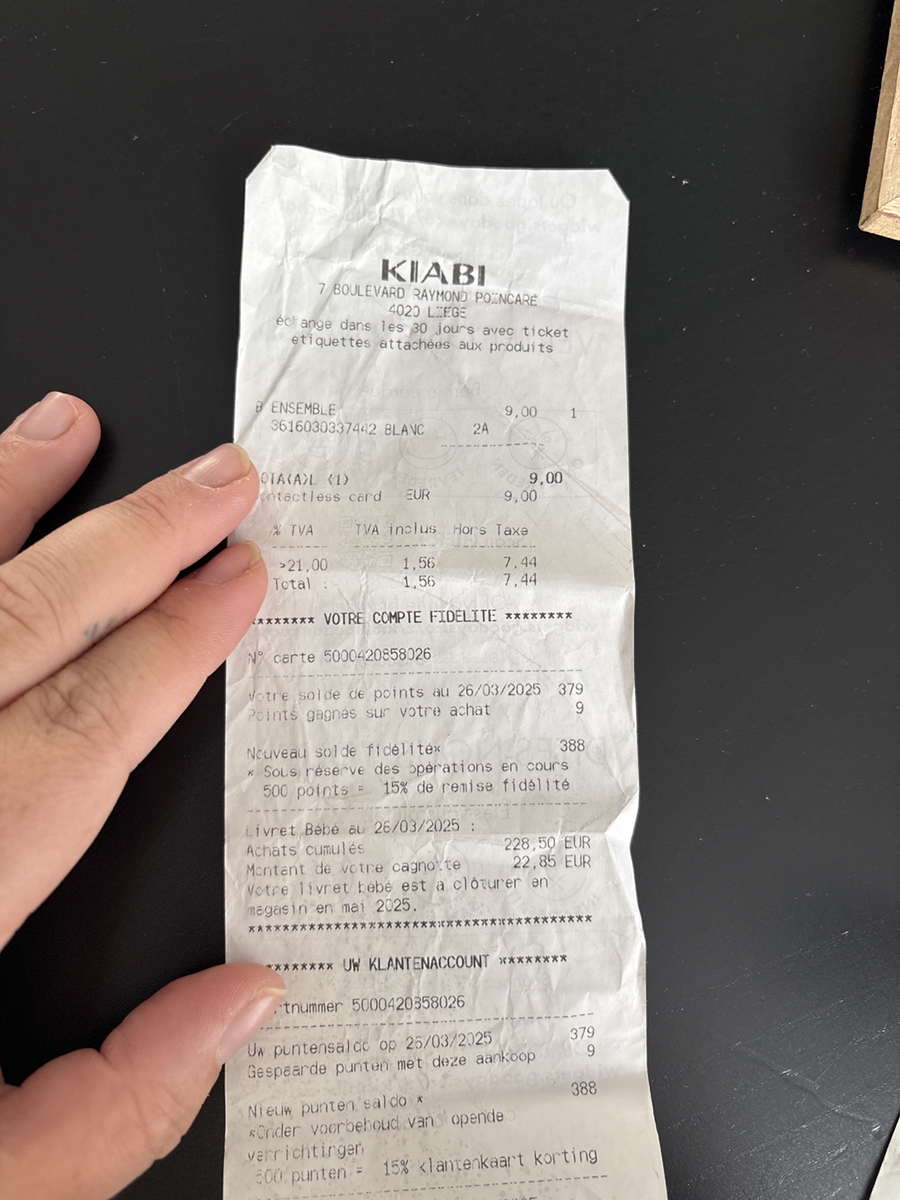 KIABI
7 BOULEVARD RAYMOND POINCARE
4020 LIEGE
échange dans les 30 jours avec ticket
etiquettes attachées aux produits
B ENSEMBLE 9,00 1
3616030337442 BLANC 2A
---------------
OTA(A)L (1) 9,00
ntactless card EUR 9,00
% TVA TVA inclus Hors Taxe
>21,00 1,56 7,44
Total : 1,56 7,44
******** VOTRE COMPTE FIDELITE ********
N° carte 5000420858026
Votre solde de points au 26/03/2025 379
Points gagnés sur votre achat 9
Nouveau solde fidélité* 388
* Sous réserve des opérations en cours
500 points = 15% de remise fidélité
Livret Bébé au 26/03/2025 :
Achats cumulés 228,50 EUR
Montant de votre cagnotte 22,85 EUR
Votre livret bébé est à clôturer en
magasin en mai 2025.
*****************************************
******** UW KLANTENACCOUNT ********
rtnummer 5000420858026
Uw puntensaldo op 26/03/2025 379
Gespaarde punten met deze aankoop 9
Nieuw punten saldo * 388
*Onder voorbehoud van opende
verrichtingen
500 punten = 15% klantenkaart korting